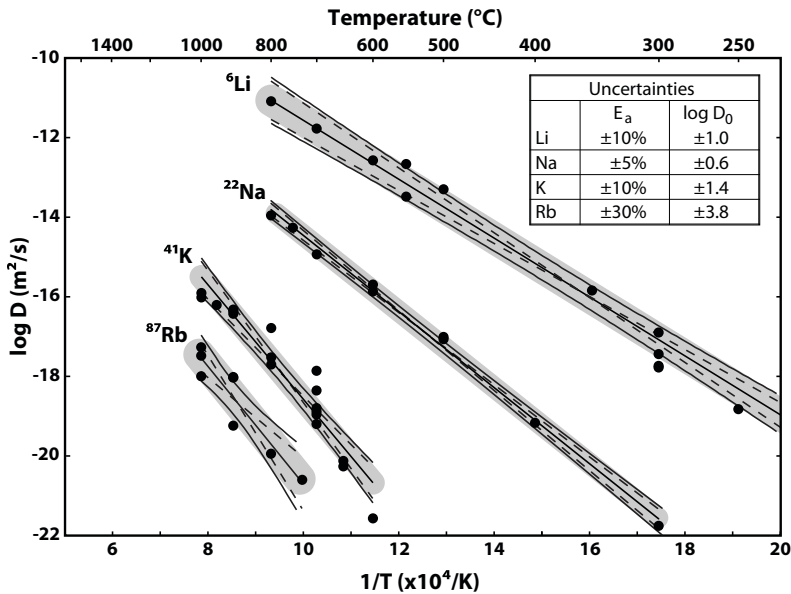 Temperature (°C)
1400 1000 800 600 500 400 300 250
-10
-12
-14
-16
-18
-20
-22
log D (m²/s)
⁶Li
²²Na
⁴¹K
⁸⁷Rb
Uncertainties
Eₐ log D₀
Li ±10% ±1.0
Na ±5% ±0.6
K ±10% ±1.4
Rb ±30% ±3.8
6 8 10 12 14 16 18 20
1/T (x10⁴/K)